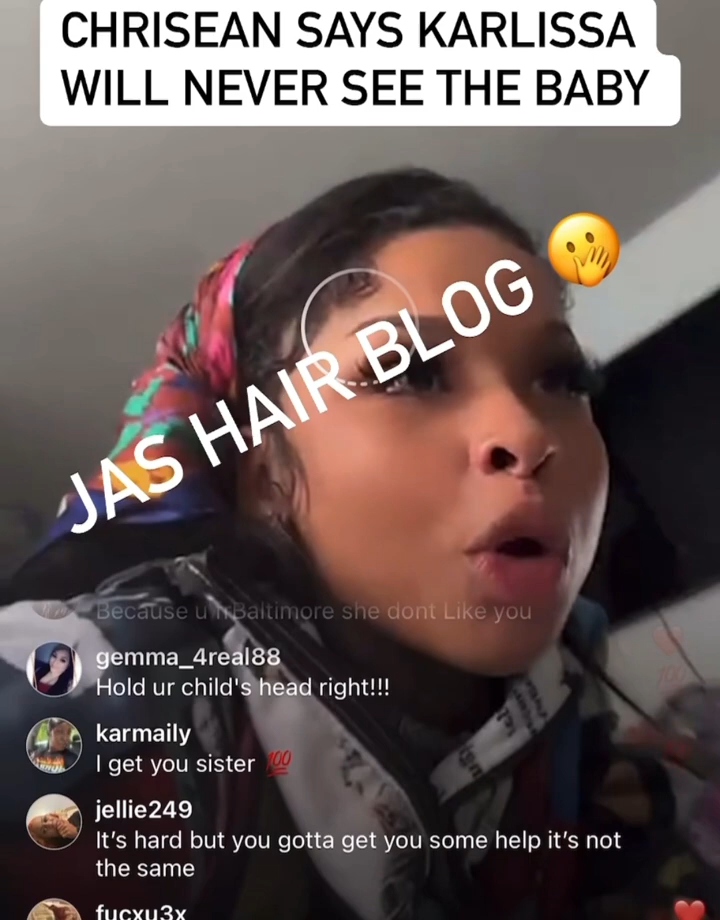 CHRISEAN SAYS KARLISSA
WILL NEVER SEE THE BABY
JAS HAIR BLOG
Because u Baltimore she dont Like you
gemma_4real88
Hold ur child's head right!!!
karmaily
I get you sister 💯
jellie249
It's hard but you gotta get you some help it's not
the same
fucxu3x